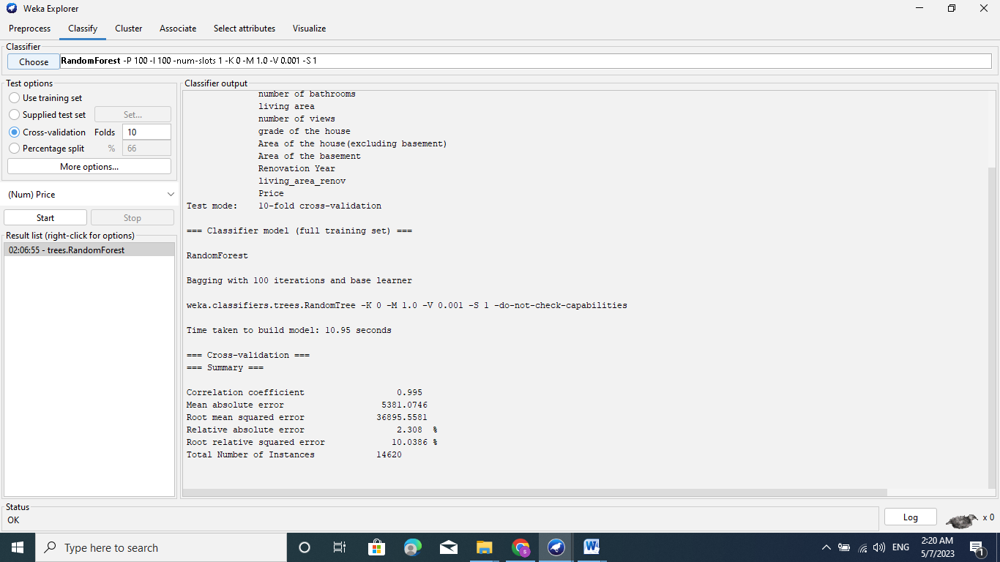 Weka Explorer
Preprocess Classify Cluster Associate Select attributes Visualize
Classifier
Choose RandomForest -P 100 -I 100 -num-slots 1 -K 0 -M 1.0 -V 0.001 -S 1
Test options
Use training set
Supplied test set Set...
Cross-validation Folds 10
Percentage split % 66
More options...
(Num) Price
Start Stop
Result list (right-click for options)
02:06:55 - trees.RandomForest
Classifier output
number of bathrooms
living area
number of views
grade of the house
Area of the house(excluding basement)
Area of the basement
Renovation Year
living_area_renov
Price
Test mode: 10-fold cross-validation
=== Classifier model (full training set) ===
RandomForest
Bagging with 100 iterations and base learner
weka.classifiers.trees.RandomTree -K 0 -M 1.0 -V 0.001 -S 1 -do-not-check-capabilities
Time taken to build model: 10.95 seconds
=== Cross-validation ===
=== Summary ===
Correlation coefficient 0.995
Mean absolute error 5381.0746
Root mean squared error 36895.5581
Relative absolute error 2.308 %
Root relative squared error 10.0386 %
Total Number of Instances 14620
Status
OK
Log x 0
Type here to search
ENG
2:20 AM
5/7/2023
1